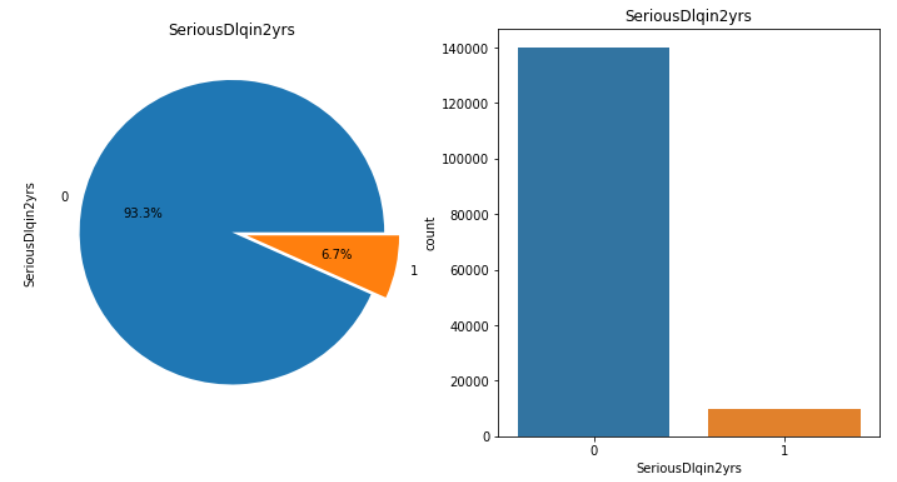 SeriousDlqin2yrs
SeriousDlqin2yrs
0
93.3%
6.7%
1
SeriousDlqin2yrs
140000
120000
100000
80000
60000
40000
20000
0
count
0
1
SeriousDlqin2yrs